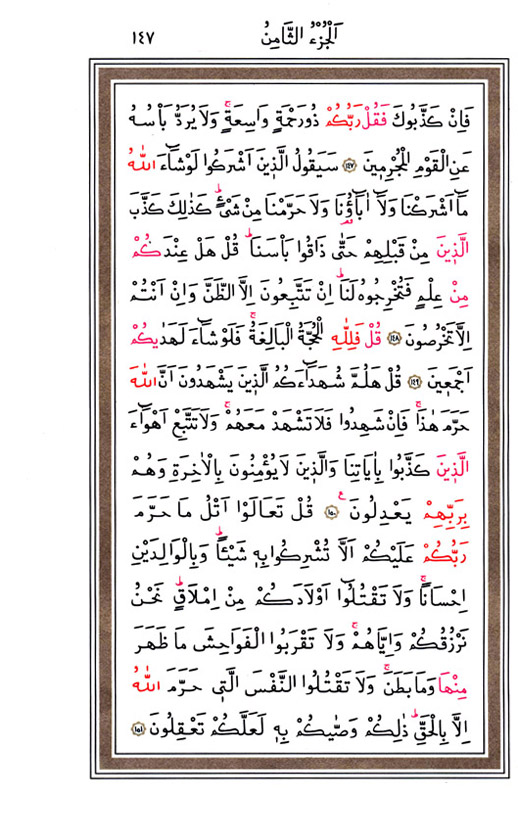 اَلْجُزْءُ الثَّامِنُ ١٤٧
فَاِنْ كَذَّبُوكَ فَقُلْ رَبُّكُمْ ذُو رَحْمَةٍ وَاسِعَةٍۚ وَلَا يُرَدُّ بَأْسُهُ
عَنِ الْقَوْمِ الْمُجْرِم۪ينَ ﴿١٤٧﴾ سَيَقُولُ الَّذ۪ينَ اَشْرَكُوا لَوْ شَٓاءَ اللّٰهُ
مَٓا اَشْرَكْنَا وَلَٓا اٰبَٓاؤُ۬نَا وَلَا حَرَّمْنَا مِنْ شَيْءٍۜ كَذٰلِكَ كَذَّبَ
الَّذ۪ينَ مِنْ قَبْلِهِمْ حَتّٰى ذَاقُوا بَأْسَنَاۜ قُلْ هَلْ عِنْدَكُمْ
مِنْ عِلْمٍ فَتُخْرِجُوهُ لَنَاۜ اِنْ تَتَّبِعُونَ اِلَّا الظَّنَّ وَاِنْ اَنْتُمْ
اِلَّا تَخْرُصُونَ ﴿١٤٨﴾ قُلْ فَلِلّٰهِ الْحُجَّةُ الْبَالِغَةُۚ فَلَوْ شَٓاءَ لَهَدٰيكُمْ
اَجْمَع۪ينَ ﴿١٤٩﴾ قُلْ هَلُمَّ شُهَدَٓاءَكُمُ الَّذ۪ينَ يَشْهَدُونَ اَنَّ اللّٰهَ
حَرَّمَ هٰذَاۚ فَاِنْ شَهِدُوا فَلَا تَشْهَدْ مَعَهُمْۚ وَلَا تَتَّبِعْ اَهْوَٓاءَ
الَّذ۪ينَ كَذَّبُوا بِاٰيَاتِنَا وَالَّذ۪ينَ لَا يُؤْمِنُونَ بِالْاٰخِرَةِ وَهُمْ
بِرَبِّهِمْ يَعْدِلُونَ۟ ﴿١٥٠﴾ قُلْ تَعَالَوْا اَتْلُ مَا حَرَّمَ
رَبُّكُمْ عَلَيْكُمْ اَلَّا تُشْرِكُوا بِه۪ شَيْـٔاًۜ وَبِالْوَالِدَيْنِ
اِحْسَاناًۚ وَلَا تَقْتُلُٓوا اَوْلَادَكُمْ مِنْ اِمْلَاقٍۜ نَحْنُ
نَرْزُقُكُمْ وَاِيَّاهُمْۚ وَلَا تَقْرَبُوا الْفَوَاحِشَ مَا ظَهَرَ
مِنْهَا وَمَا بَطَنَۚ وَلَا تَقْتُلُوا النَّفْسَ الَّت۪ي حَرَّمَ اللّٰهُ
اِلَّا بِالْحَقِّۜ ذٰلِكُمْ وَصّٰيكُمْ بِه۪ لَعَلَّكُمْ تَعْقِلُونَ ﴿١٥١﴾